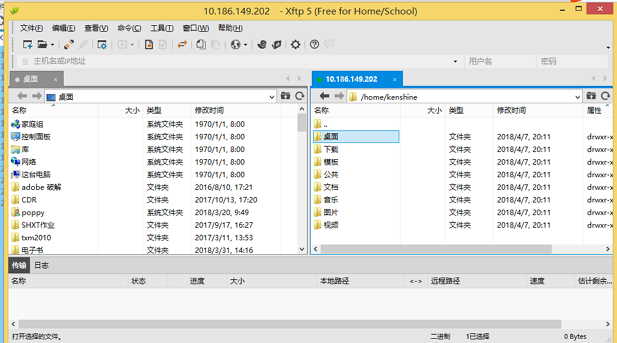 10.186.149.202 - Xftp 5 (Free for Home/School)
文件(F) 编辑(E) 查看(V) 命令(C) 工具(T) 窗口(W) 帮助(H)
主机名或IP地址 用户名 密码
桌面 × 10.186.149.202 ×
桌面 /home/kenshine
名称 大小 类型 修改时间 名称 大小 类型 修改时间 属性
家庭组 系统文件夹 1970/1/1, 8:00 ..
控制面板 系统文件夹 1970/1/1, 8:00 桌面 文件夹 2018/4/7, 20:11 drwxr-x
库 系统文件夹 1970/1/1, 8:00 下载 文件夹 2018/4/7, 20:11 drwxr-x
网络 系统文件夹 1970/1/1, 8:00 模板 文件夹 2018/4/7, 20:11 drwxr-x
这台电脑 系统文件夹 1970/1/1, 8:00 公共 文件夹 2018/4/7, 20:11 drwxr-x
adobe 破解 文件夹 2016/8/10, 17:21 文档 文件夹 2018/4/7, 20:11 drwxr-x
CDR 文件夹 2017/10/13, 17:20 音乐 文件夹 2018/4/7, 20:11 drwxr-x
poppy 系统文件夹 2018/3/20, 9:49 图片 文件夹 2018/4/7, 20:11 drwxr-x
SHXT作业 文件夹 2017/9/17, 16:27 视频 文件夹 2018/4/7, 20:11 drwxr-x
txm2010 文件夹 2017/3/11, 13:53
电子书 文件夹 2018/3/31, 14:16
传输 日志
名称 状态 进度 大小 本地路径 <-> 远程路径 速度 估计剩余...
打开选择的文件。 二进制 1已选择 0 Bytes